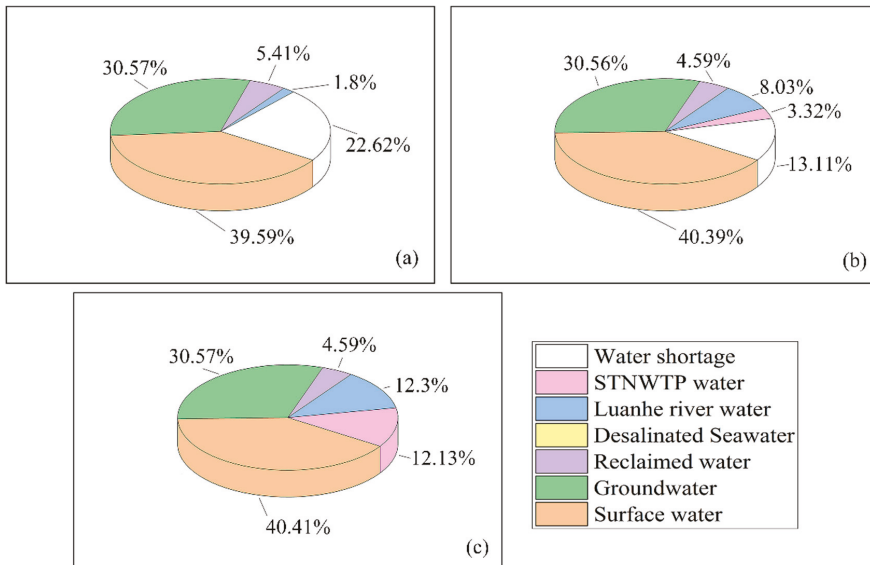 30.57%
5.41%
1.8%
22.62%
39.59%
(a)
30.56%
4.59%
8.03%
3.32%
13.11%
40.39%
(b)
30.57%
4.59%
12.3%
12.13%
40.41%
(c)
Water shortage
STNWTP water
Luanhe river water
Desalinated Seawater
Reclaimed water
Groundwater
Surface water